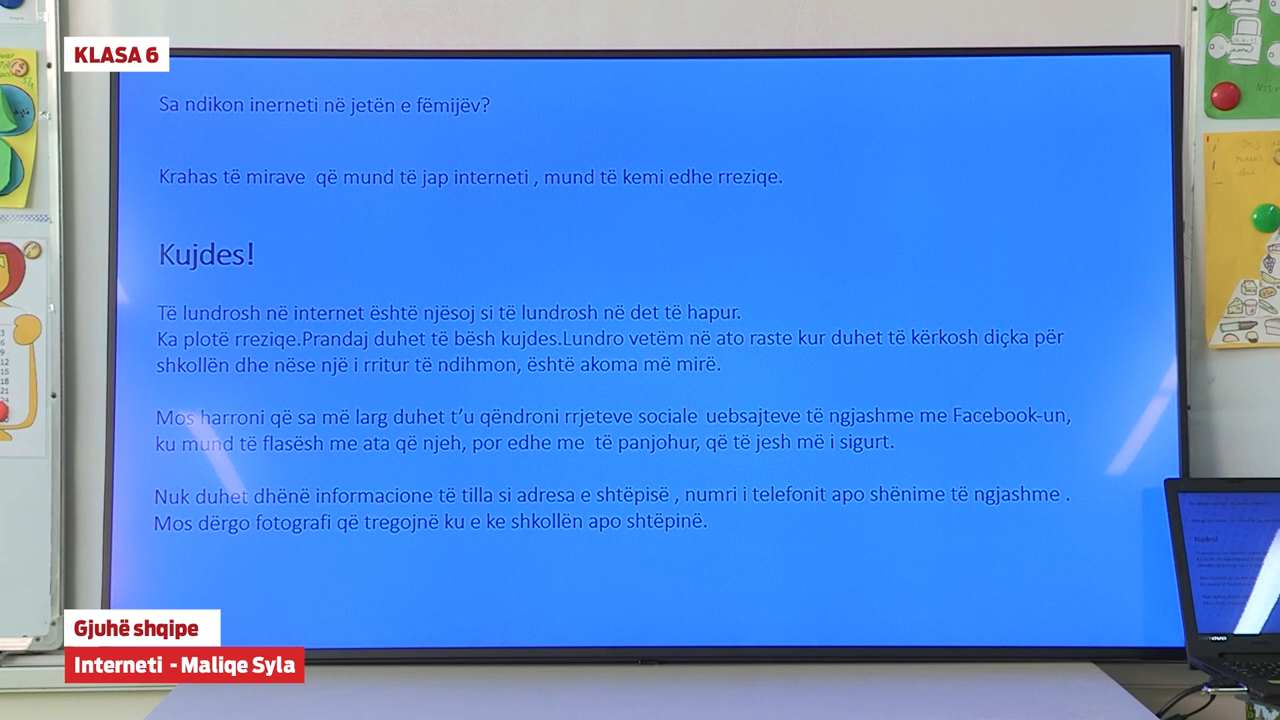 KLASA 6
Sa ndikon inerneti në jetën e fëmijëv?
Krahas të mirave që mund të jap interneti , mund të kemi edhe rreziqe.
Kujdes!
Të lundrosh në internet është njësoj si të lundrosh në det të hapur.
Ka plotë rreziqe.Prandaj duhet të bësh kujdes.Lundro vetëm në ato raste kur duhet të kërkosh diçka për
shkollën dhe nëse një i rritur të ndihmon, është akoma më mirë.
Mos harroni që sa më larg duhet t’u qëndroni rrjeteve sociale uebsajteve të ngjashme me Facebook-un,
ku mund të flasësh me ata që njeh, por edhe me të panjohur, që të jesh më i sigurt.
Nuk duhet dhënë informacione të tilla si adresa e shtëpisë , numri i telefonit apo shënime të ngjashme .
Mos dërgo fotografi që tregojnë ku e ke shkollën apo shtëpinë.
Gjuhë shqipe
Interneti - Maliqe Syla
Kujdes!
lenovo